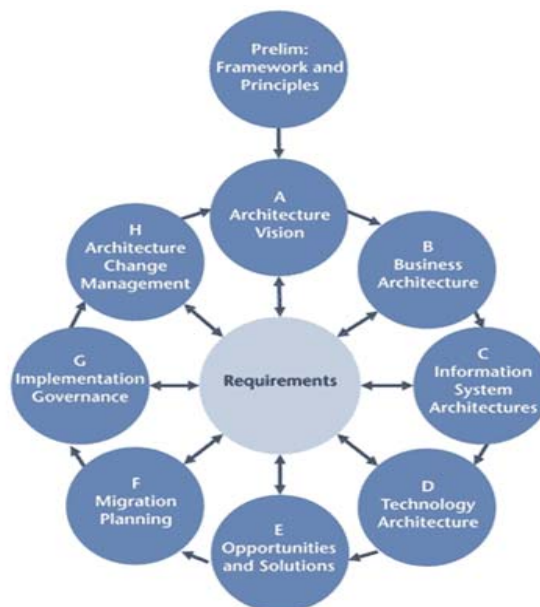 Prelim:
Framework and
Principles
A
Architecture
Vision
B
Business
Architecture
C
Information
System
Architectures
D
Technology
Architecture
E
Opportunities
and Solutions
F
Migration
Planning
G
Implementation
Governance
H
Architecture
Change
Management
Requirements